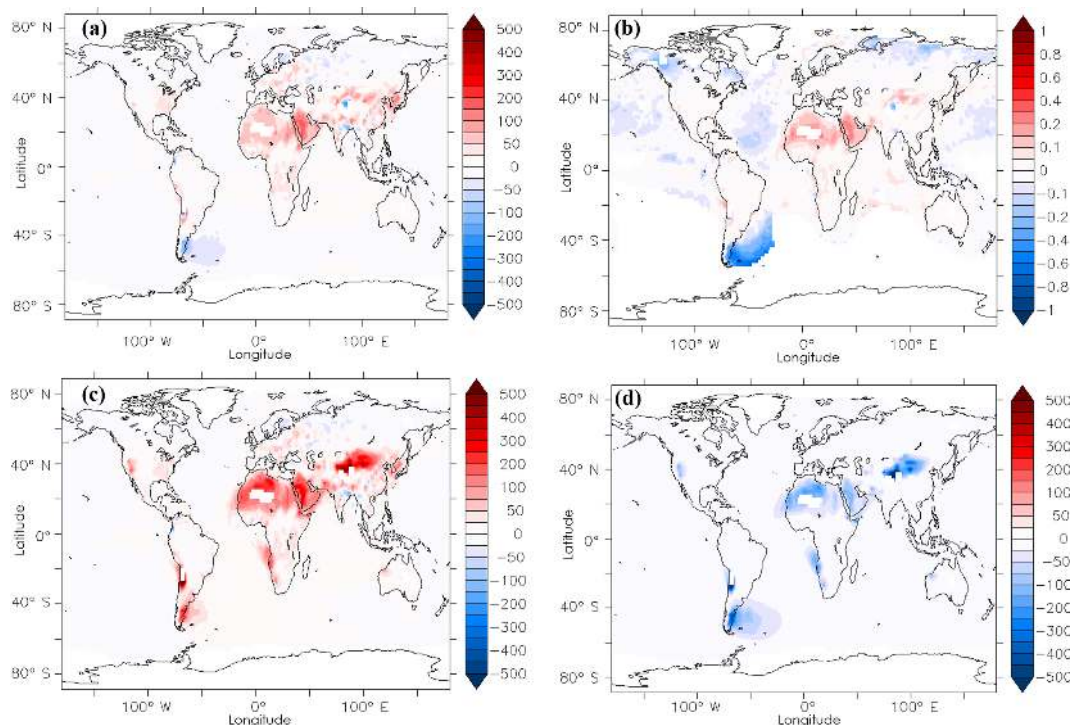 (a)
80° N
40° N
0°
40° S
80° S
Latitude
100° W
0°
100° E
Longitude
500
400
300
200
100
50
0
−50
−100
−200
−300
−400
−500
(b)
80° N
40° N
0°
40° S
80° S
Latitude
100° W
0°
100° E
Longitude
1
0.8
0.6
0.4
0.2
0.1
0
−0.1
−0.2
−0.4
−0.6
−0.8
−1
(c)
80° N
40° N
0°
40° S
80° S
Latitude
100° W
0°
100° E
Longitude
500
400
300
200
100
50
0
−50
−100
−200
−300
−400
−500
(d)
80° N
40° N
0°
40° S
80° S
Latitude
100° W
0°
100° E
Longitude
500
400
300
200
100
50
0
−50
−100
−200
−300
−400
−500